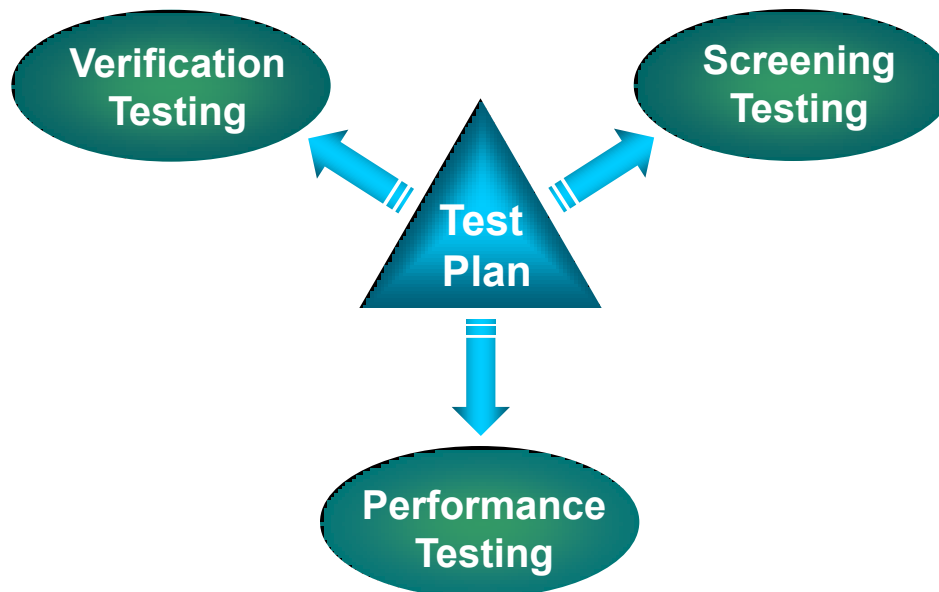 Verification
Testing
Screening
Testing
Test
Plan
Performance
Testing